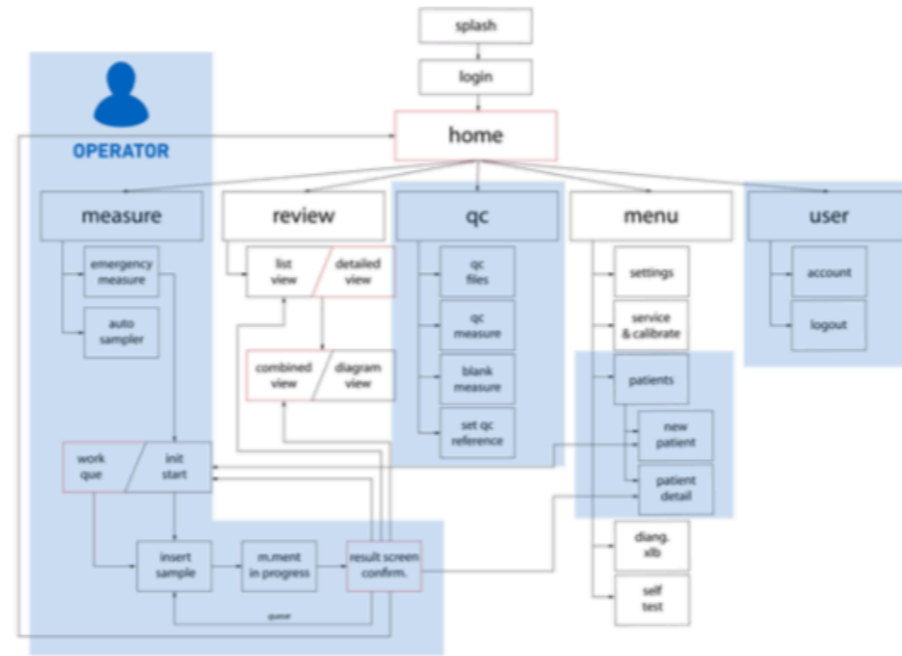 splash
login
home
OPERATOR
measure
review
qc
menu
user
emergency
measure
auto
sampler
list
view
detailed
view
combined
view
diagram
view
qc
files
qc
measure
blank
measure
set qc
reference
settings
service
& calibrate
patients
new
patient
patient
detail
diang.
xlb
self
test
account
logout
work
que
init
start
insert
sample
m.ment
in progress
result screen
confirm.
queue